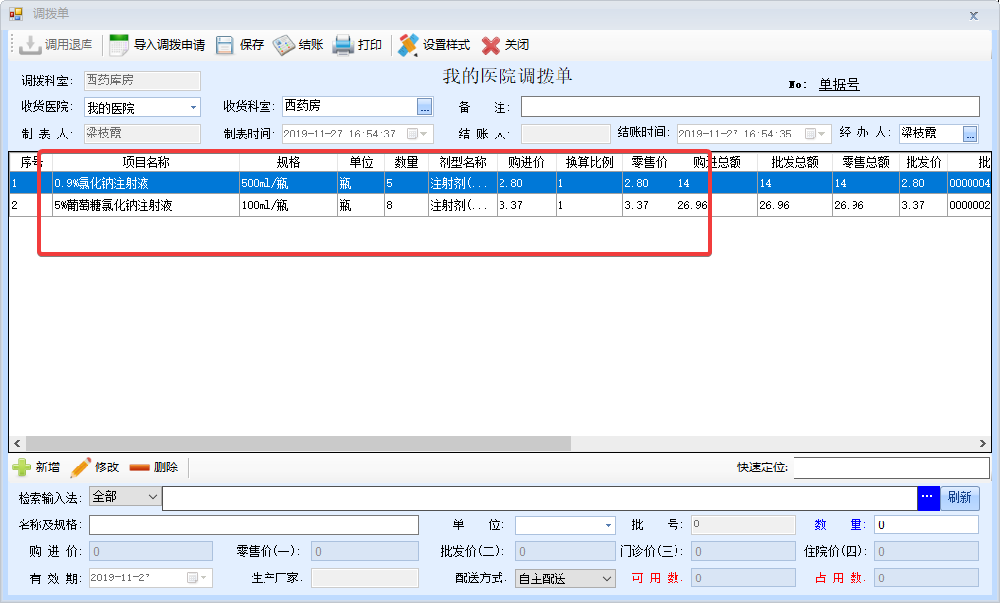 调拨单
调用退库 导入调拨申请 保存 结账 打印 设置样式 关闭
我的医院调拨单
调拨科室: 西药库房 No: 单据号
收货医院: 我的医院 收货科室: 西药房 ... 备 注:
制 表 人: 梁枝霞 制表时间: 2019-11-27 16:54:37 结 账 人: 结账时间: 2019-11-27 16:54:35 经 办 人: 梁枝霞 ...
序号 项目名称 规格 单位 数量 剂型名称 购进价 换算比例 零售价 购进总额 批发总额 零售总额 批发价 批
1 0.9%氯化钠注射液 500ml/瓶 瓶 5 注射剂(... 2.80 1 2.80 14 14 14 2.80 0000004
2 5%葡萄糖氯化钠注射液 100ml/瓶 瓶 8 注射剂(... 3.37 1 3.37 26.96 26.96 26.96 3.37 0000002
新增 修改 删除 快速定位:
检索输入法: 全部 ... 刷新
名称及规格: 单 位: 批 号: 0 数 量: 0
购 进 价: 0 零售价(一): 0 批发价(二): 0 门诊价(三): 0 住院价(四): 0
有 效 期: 2019-11-27 生产厂家: 配送方式: 自主配送 可 用 数: 0 占 用 数: 0